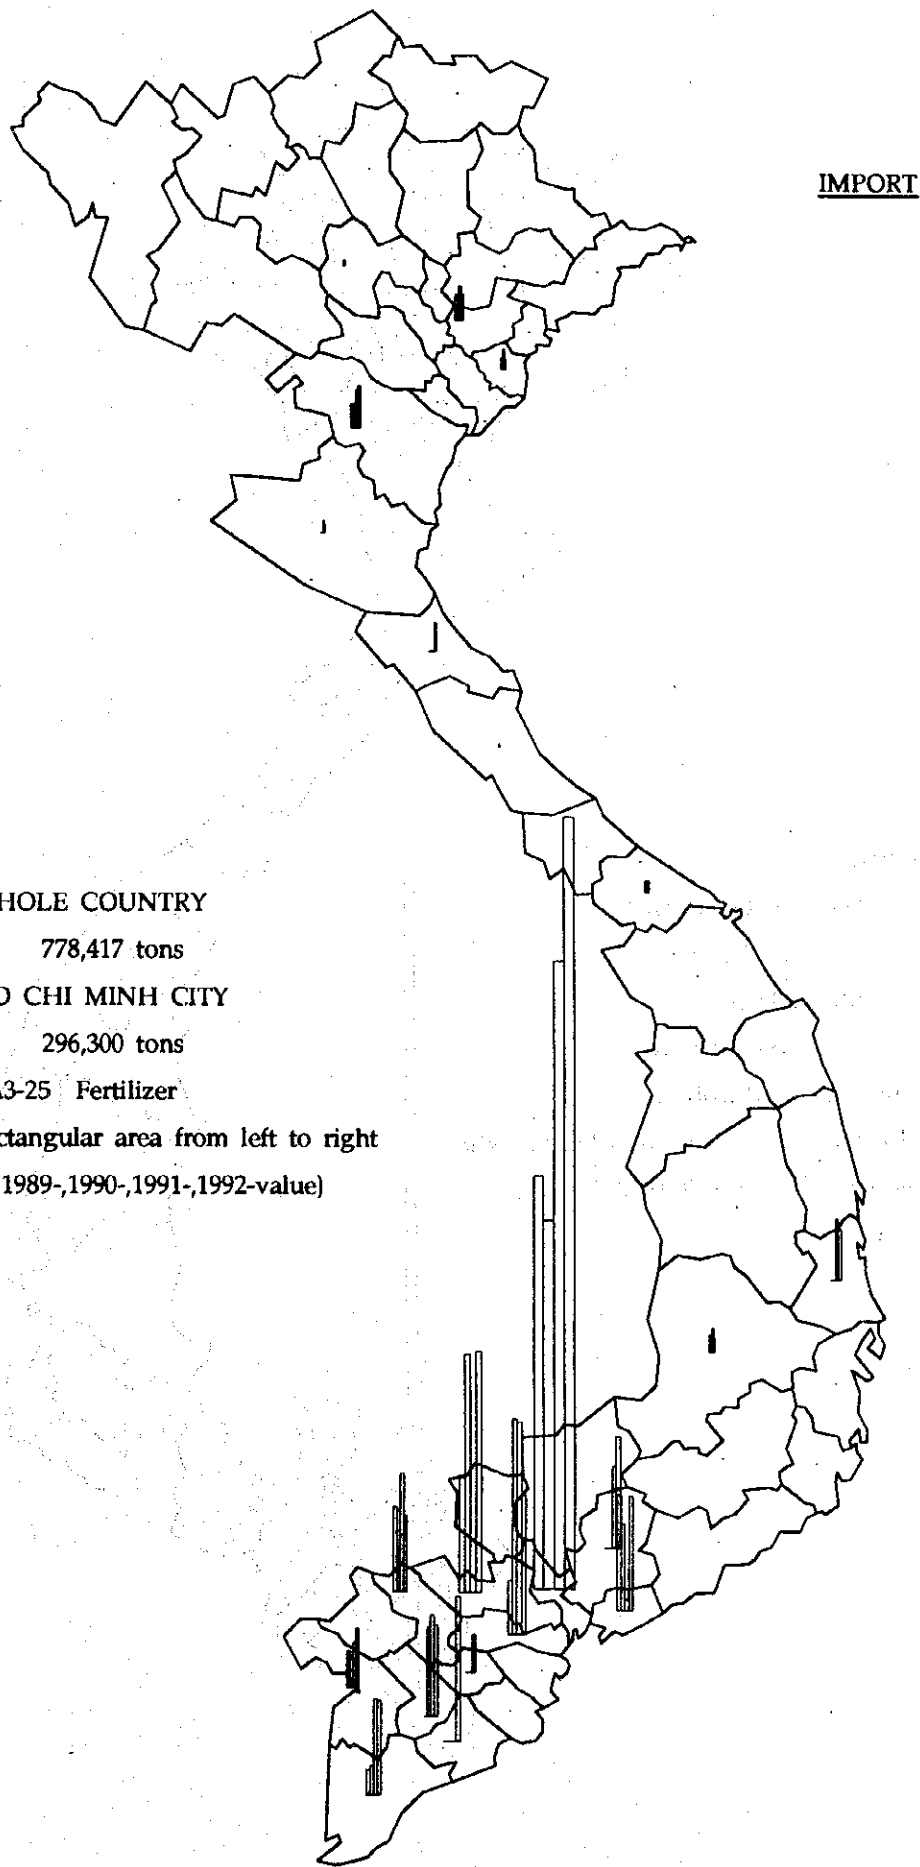 IMPORT
HOLE COUNTRY
778,417 tons
CHI MINH CITY
296,300 tons
3-25 Fertilizer
ctangular area from left to right
1989-,1990-,1991-,1992-value)